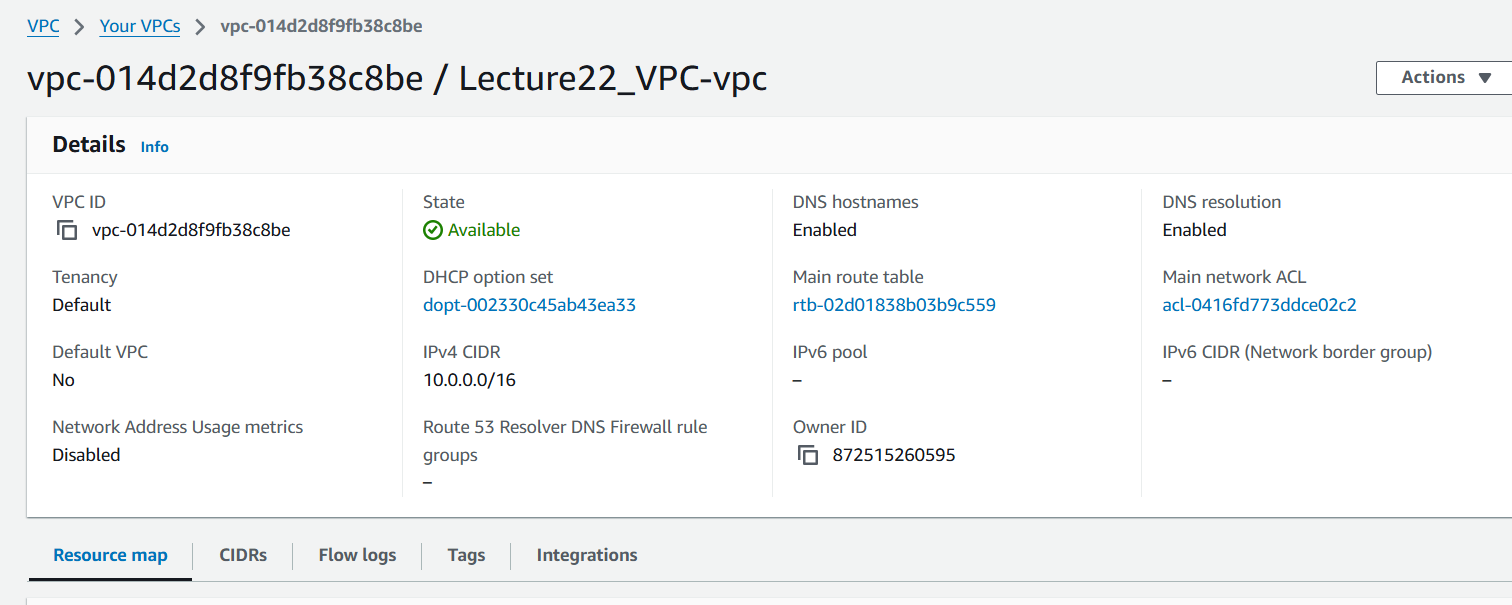 VPC > Your VPCs > vpc-014d2d8f9fb38c8be
vpc-014d2d8f9fb38c8be / Lecture22_VPC-vpc
Actions
Details Info
VPC ID
vpc-014d2d8f9fb38c8be
State
Available
DNS hostnames
Enabled
DNS resolution
Enabled
Tenancy
Default
DHCP option set
dopt-002330c45ab43ea33
Main route table
rtb-02d01838b03b9c559
Main network ACL
acl-0416fd773ddce02c2
Default VPC
No
IPv4 CIDR
10.0.0.0/16
IPv6 pool
–
IPv6 CIDR (Network border group)
–
Network Address Usage metrics
Disabled
Route 53 Resolver DNS Firewall rule
groups
–
Owner ID
872515260595
Resource map CIDRs Flow logs Tags Integrations